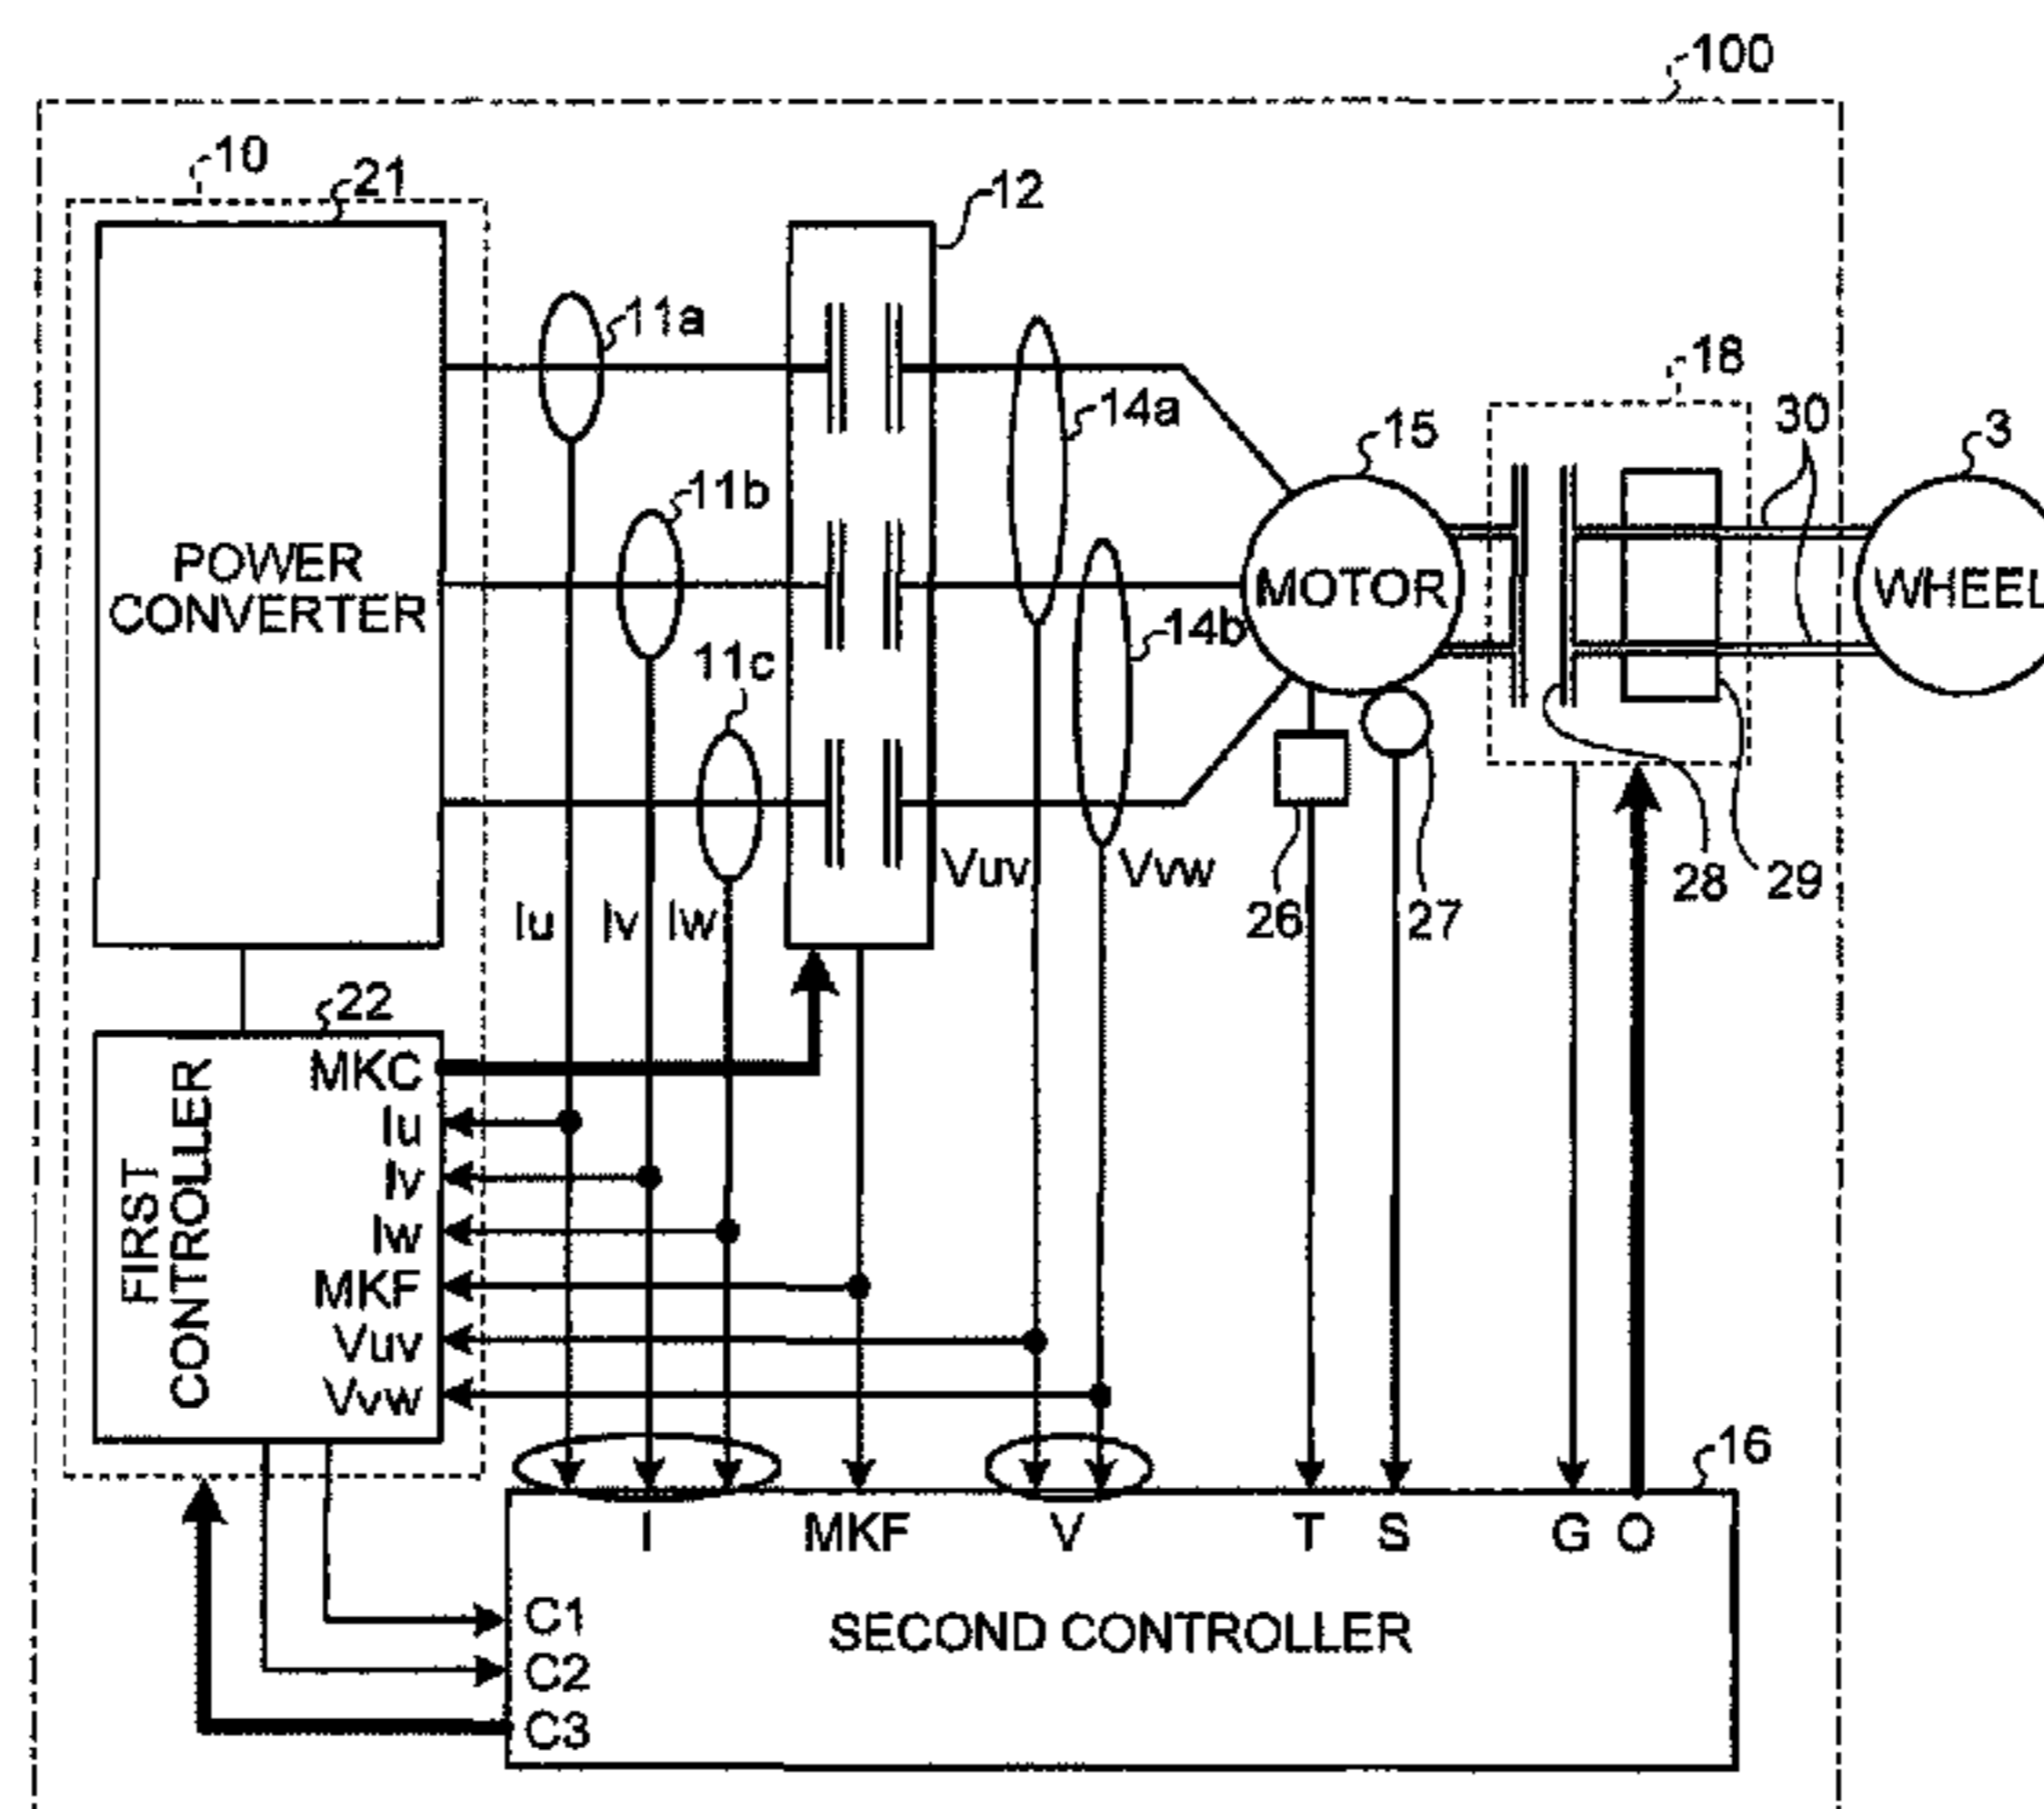 100
10
21
12
11a
18
14a
15
30
3
11b
POWER
CONVERTER
MOTOR
WHEEL
14b
11c
Vuv
Vvw
28
29
Iu
Iv
Iw
26
27
22
FIRST
CONTROLLER
MKC
Iu
Iv
Iw
MKF
Vuv
Vvw
16
I
MKF
V
T
S
G
O
C1
SECOND CONTROLLER
C2
C3